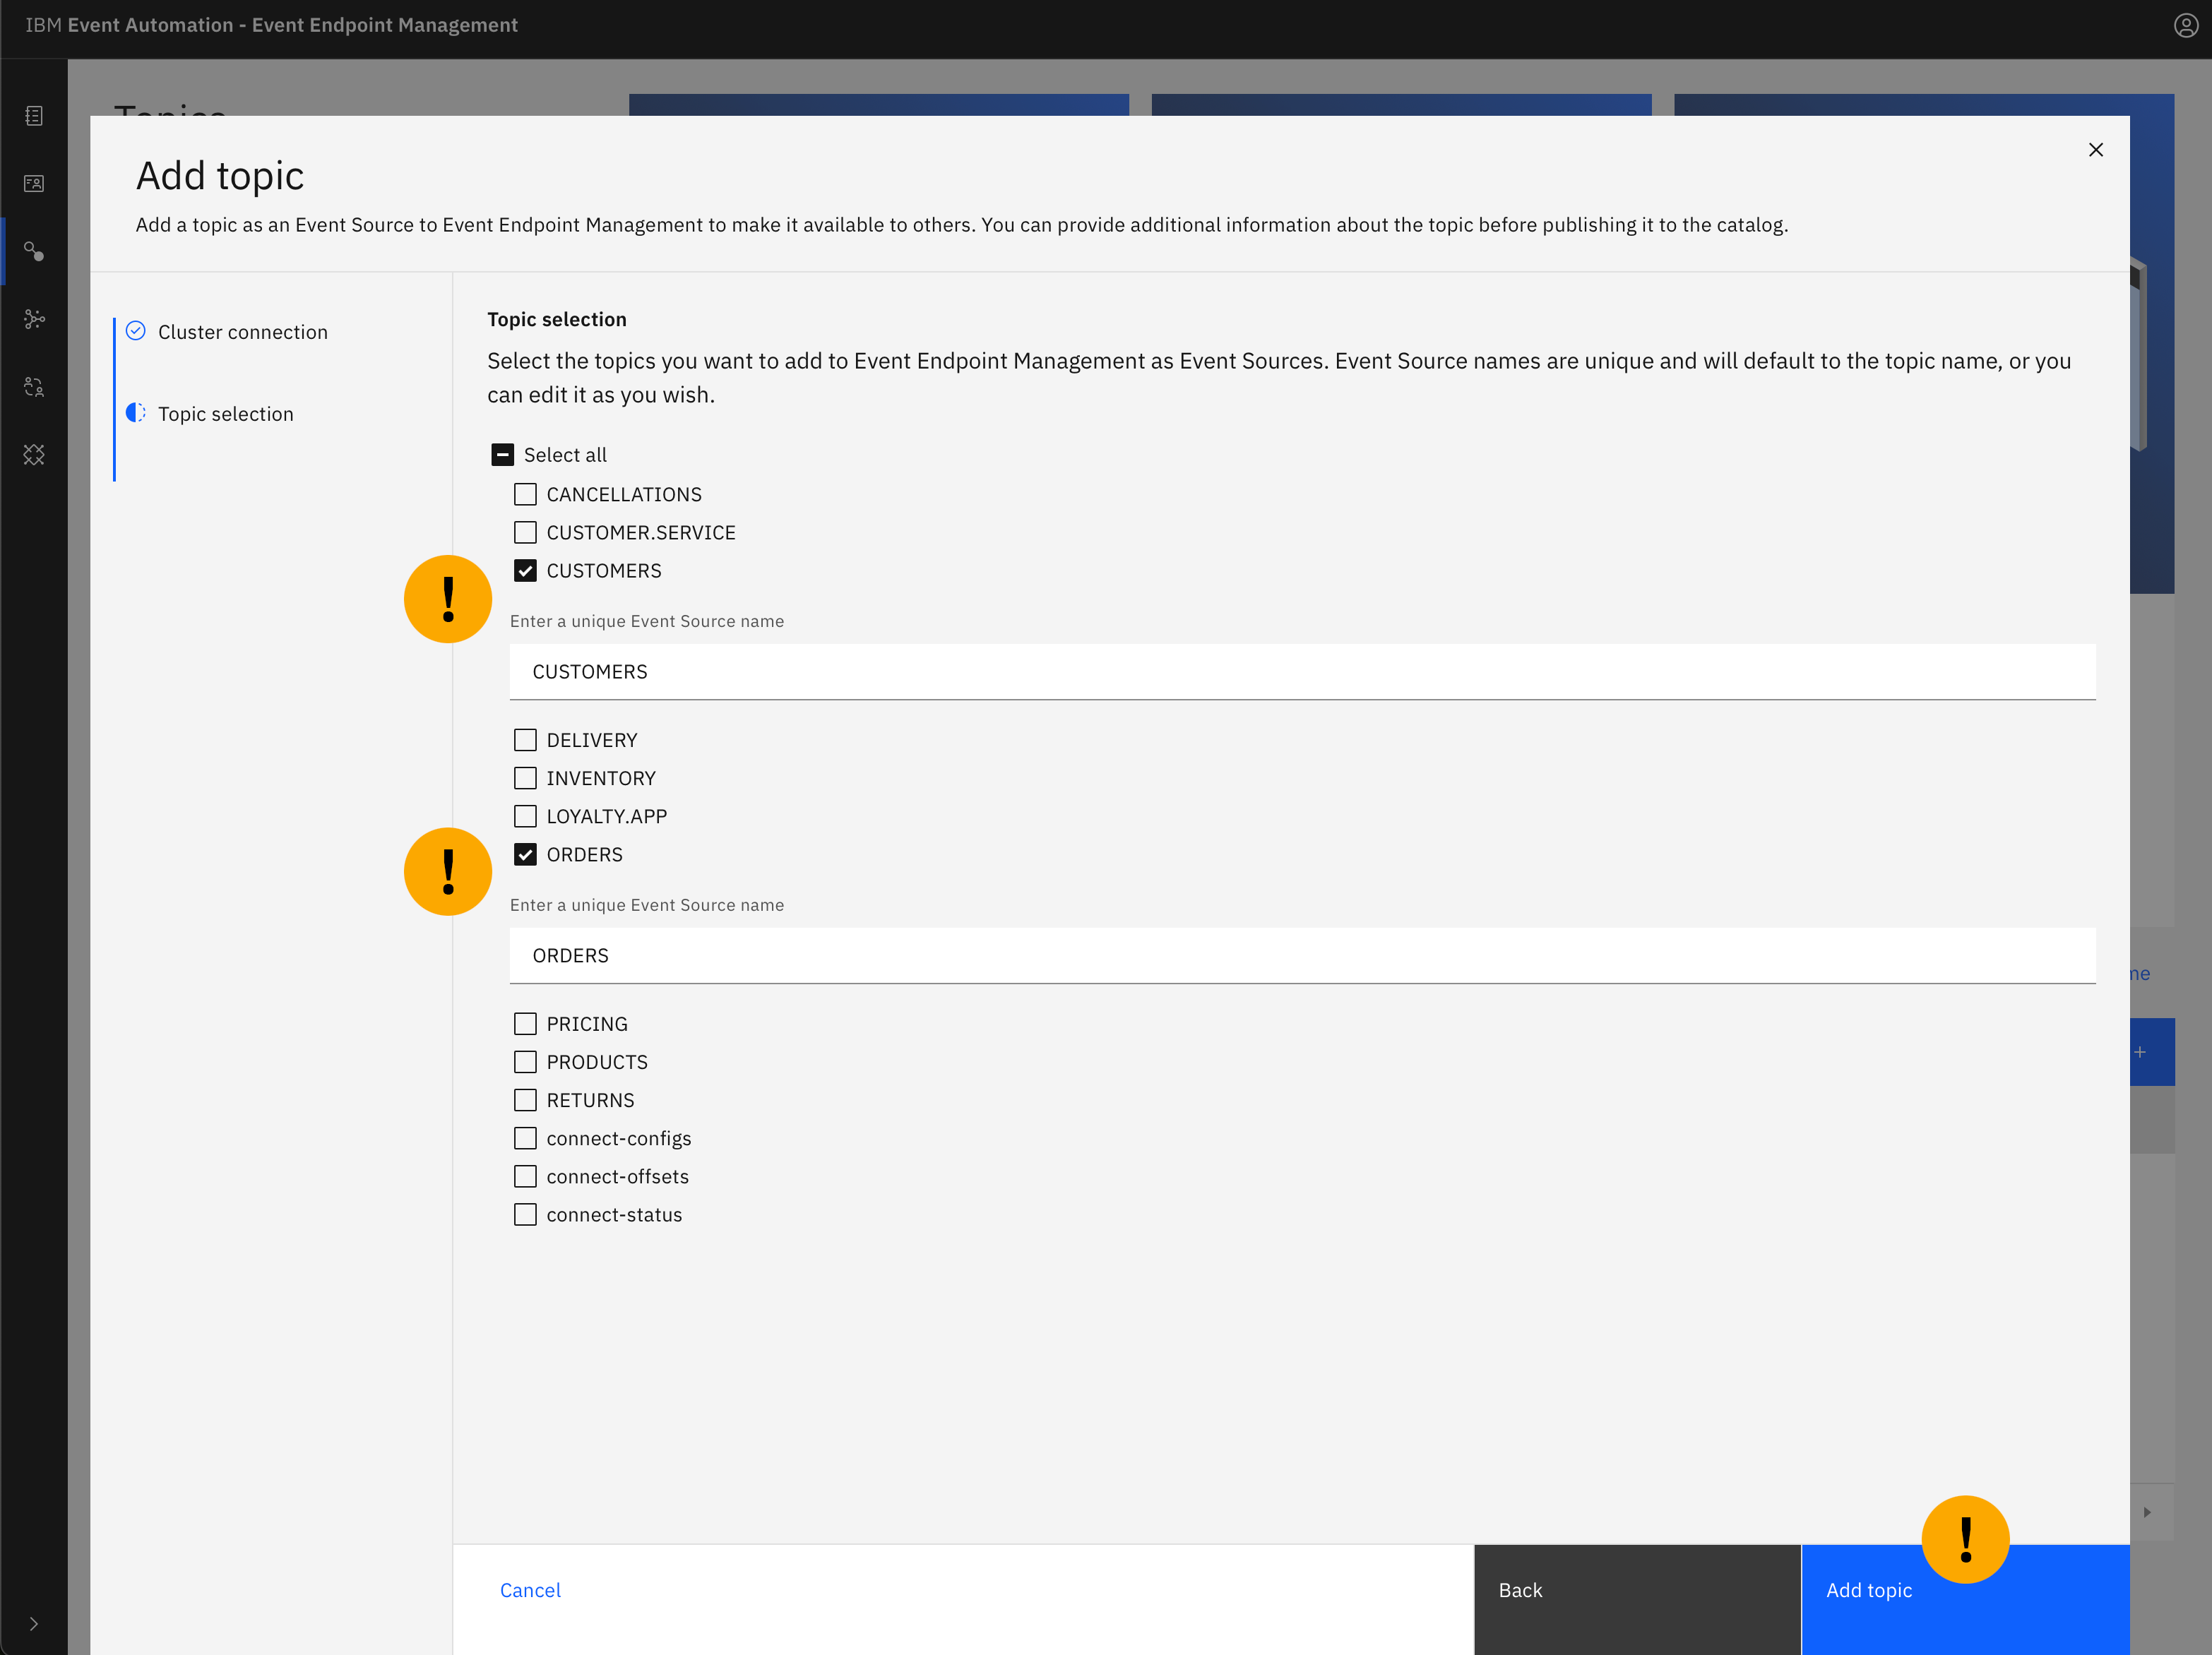 IBM Event Automation - Event Endpoint Management
Add topic
Add a topic as an Event Source to Event Endpoint Management to make it available to others. You can provide additional information about the topic before publishing it to the catalog.
Cluster connection
Topic selection
Topic selection
Select the topics you want to add to Event Endpoint Management as Event Sources. Event Source names are unique and will default to the topic name, or you
can edit it as you wish.
Select all
CANCELLATIONS
CUSTOMER.SERVICE
CUSTOMERS
!
Enter a unique Event Source name
CUSTOMERS
DELIVERY
INVENTORY
LOYALTY.APP
ORDERS
!
Enter a unique Event Source name
ORDERS
PRICING
PRODUCTS
RETURNS
connect-configs
connect-offsets
connect-status
!
Cancel
Back
Add topic